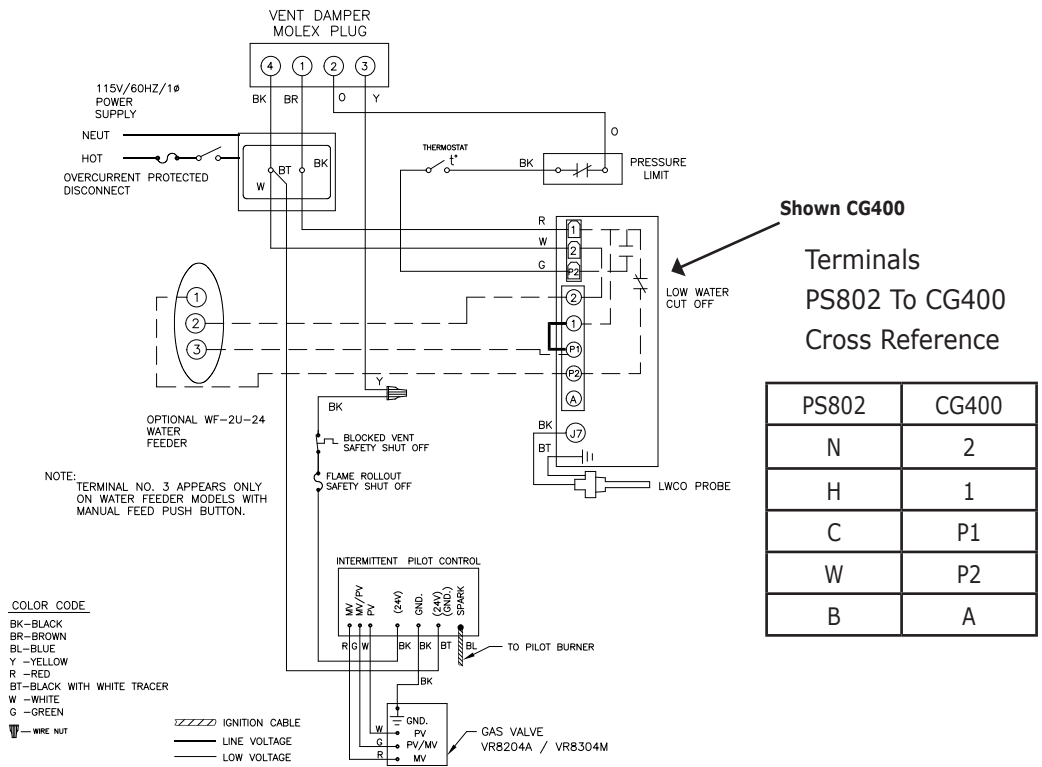 VENT DAMPER
MOLEX PLUG
4 1 2 3
BK BR O Y
115V/60HZ/1ø
POWER
SUPPLY
NEUT
HOT
OVERCURRENT PROTECTED
DISCONNECT
BT
BK
W
O
THERMOSTAT
t°
BK
PRESSURE
LIMIT
R
W
G
1
2
P2
2
1
P1
P2
A
BK
J7
BT
LOW WATER
CUT OFF
LWCO PROBE
Shown CG400
Terminals
PS802 To CG400
Cross Reference
PS802 CG400
N 2
H 1
C P1
W P2
B A
1
2
3
OPTIONAL WF-2U-24
WATER
FEEDER
NOTE:
TERMINAL NO. 3 APPEARS ONLY
ON WATER FEEDER MODELS WITH
MANUAL FEED PUSH BUTTON.
Y
BK
BLOCKED VENT
SAFETY SHUT OFF
FLAME ROLLOUT
SAFETY SHUT OFF
INTERMITTENT PILOT CONTROL
MV
MV/PV
PV
(24V)
GND.
(24V)
(GND.)
SPARK
R G W BK BK BT BL
TO PILOT BURNER
BK
GND.
W PV
G PV/MV
R MV
GAS VALVE
VR8204A / VR8304M
COLOR CODE
BK-BLACK
BR-BROWN
BL-BLUE
Y -YELLOW
R -RED
BT-BLACK WITH WHITE TRACER
W -WHITE
G -GREEN
- WIRE NUT
IGNITION CABLE
LINE VOLTAGE
LOW VOLTAGE